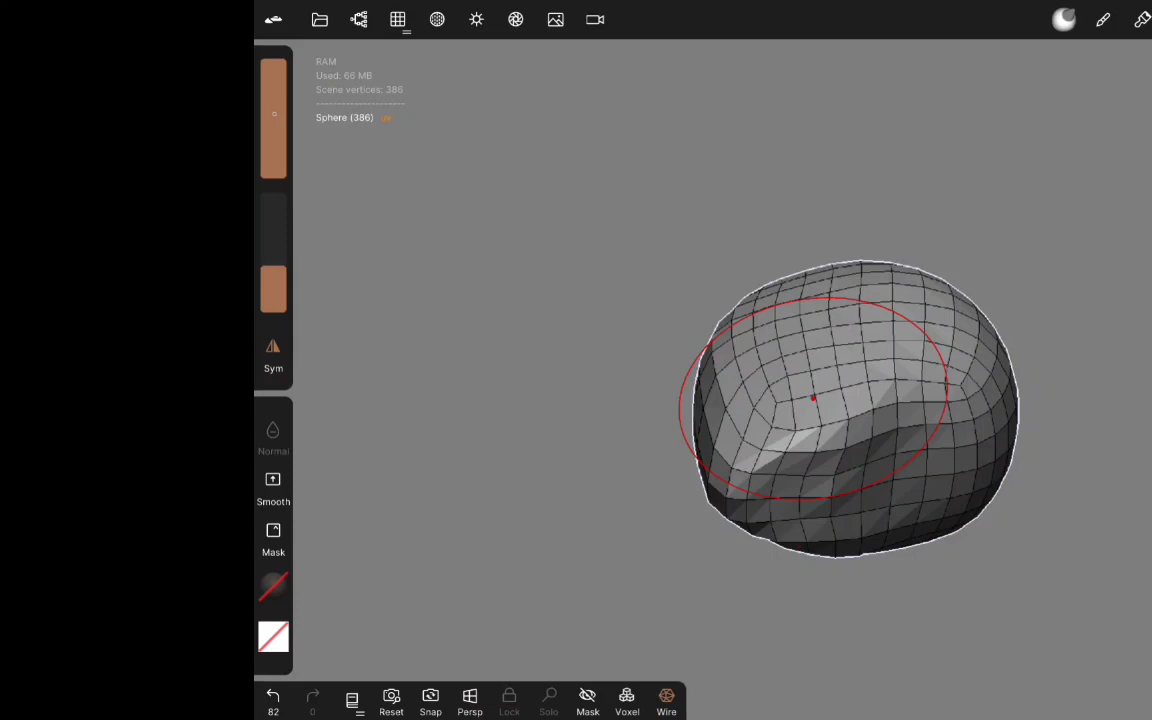 RAM
Used: 66 MB
Scene vertices: 386
Sphere (386)
Sym
Normal
Smooth
Mask
82 0 Reset Snap Persp Lock Solo Mask Voxel Wire